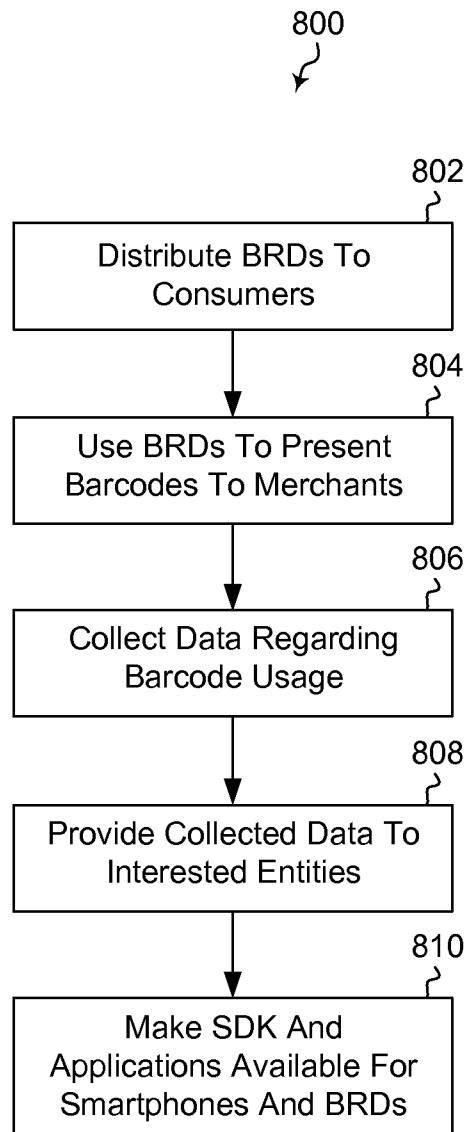 800
802
Distribute BRDs To
Consumers
804
Use BRDs To Present
Barcodes To Merchants
806
Collect Data Regarding
Barcode Usage
808
Provide Collected Data To
Interested Entities
810
Make SDK And
Applications Available For
Smartphones And BRDs